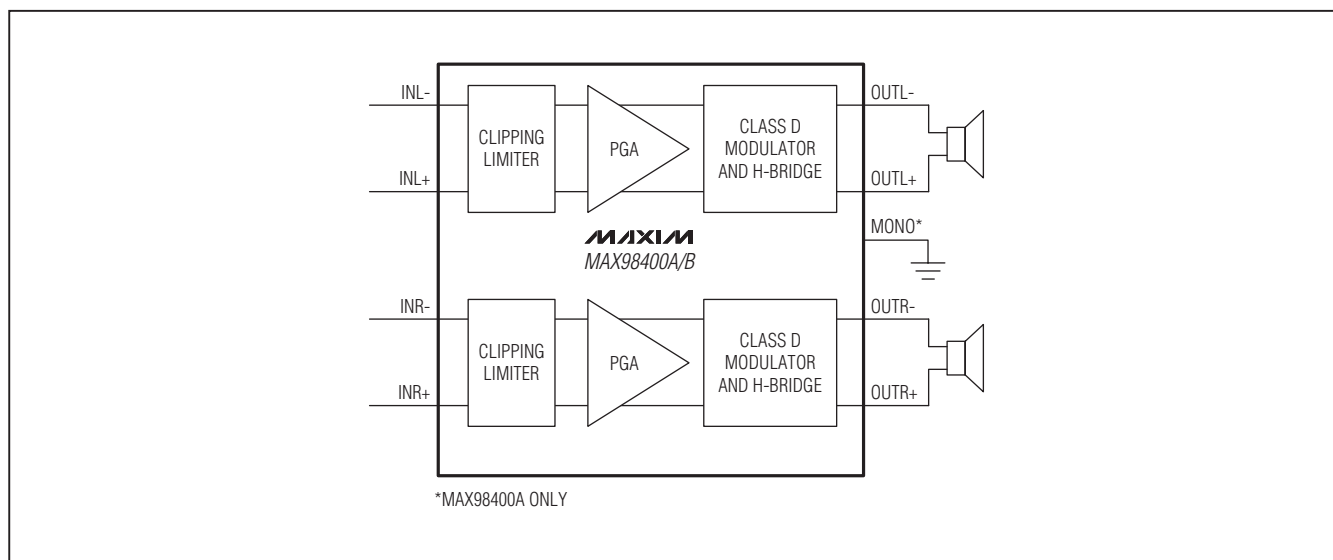 INL-
INL+
CLIPPING
LIMITER
PGA
CLASS D
MODULATOR
AND H-BRIDGE
OUTL-
OUTL+
MONO*
MAXIM
MAX98400A/B
INR-
INR+
CLIPPING
LIMITER
PGA
CLASS D
MODULATOR
AND H-BRIDGE
OUTR-
OUTR+
*MAX98400A ONLY